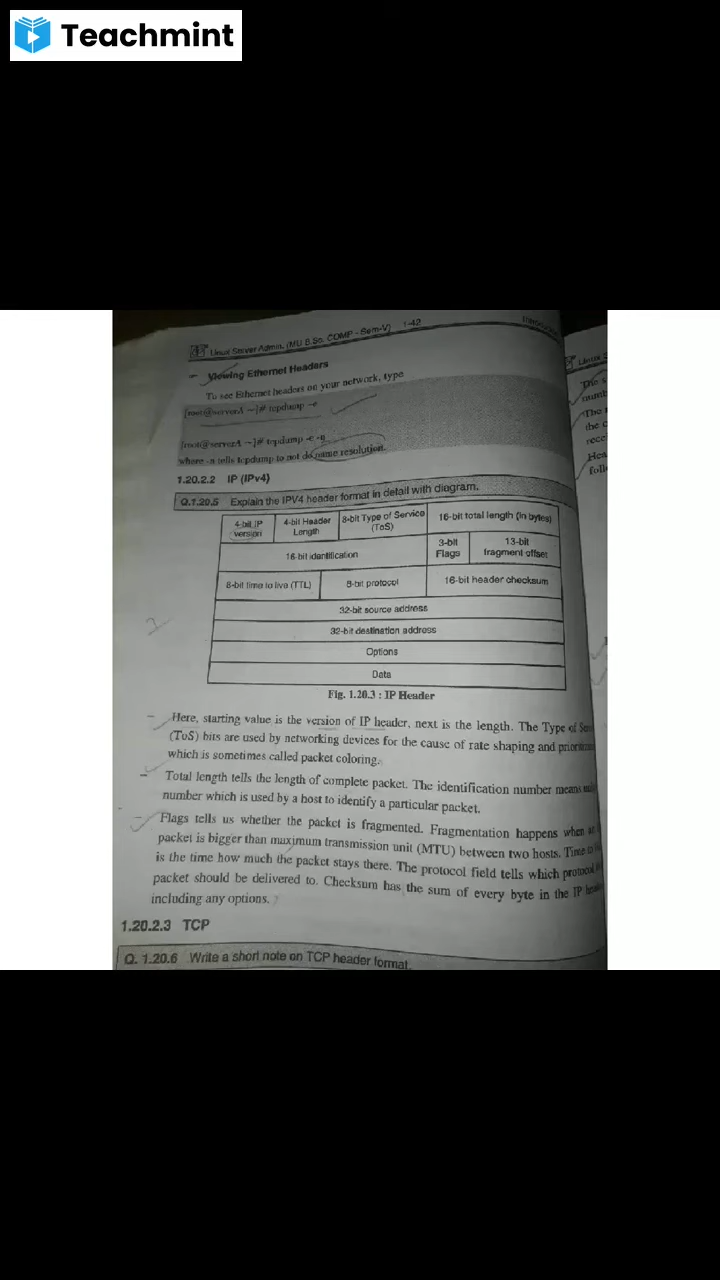 Teachmint
Linux Server Admin. (MU B.Sc. COMP - Sem-V) 1-42
Viewing Ethernet Headers
To see Ethernet headers on your network, type
[root@serverA ~]# tcpdump -e
[root@serverA ~]# tcpdump -e -n
where -n tells tcpdump to not do name resolution.
1.20.2.2 IP (IPv4)
Q.1.20.5 Explain the IPV4 header format in detail with diagram.
4-bit IP version
4-bit Header Length
8-bit Type of Service (ToS)
16-bit total length (in bytes)
16-bit identification
3-bit Flags
13-bit fragment offset
8-bit time to live (TTL)
8-bit protocol
16-bit header checksum
32-bit source address
32-bit destination address
Options
Data
Fig. 1.20.3 : IP Header
– Here, starting value is the version of IP header, next is the length. The Type of
(ToS) bits are used by networking devices for the cause of rate shaping and
which is sometimes called packet coloring.
– Total length tells the length of complete packet. The identification number means
number which is used by a host to identify a particular packet.
– Flags tells us whether the packet is fragmented. Fragmentation happens when
packet is bigger than maximum transmission unit (MTU) between two hosts. Time
is the time how much the packet stays there. The protocol field tells which protocol
packet should be delivered to. Checksum has the sum of every byte in the IP
including any options.
1.20.2.3 TCP
Q. 1.20.6 Write a short note on TCP header format.
Linux
The
The
the